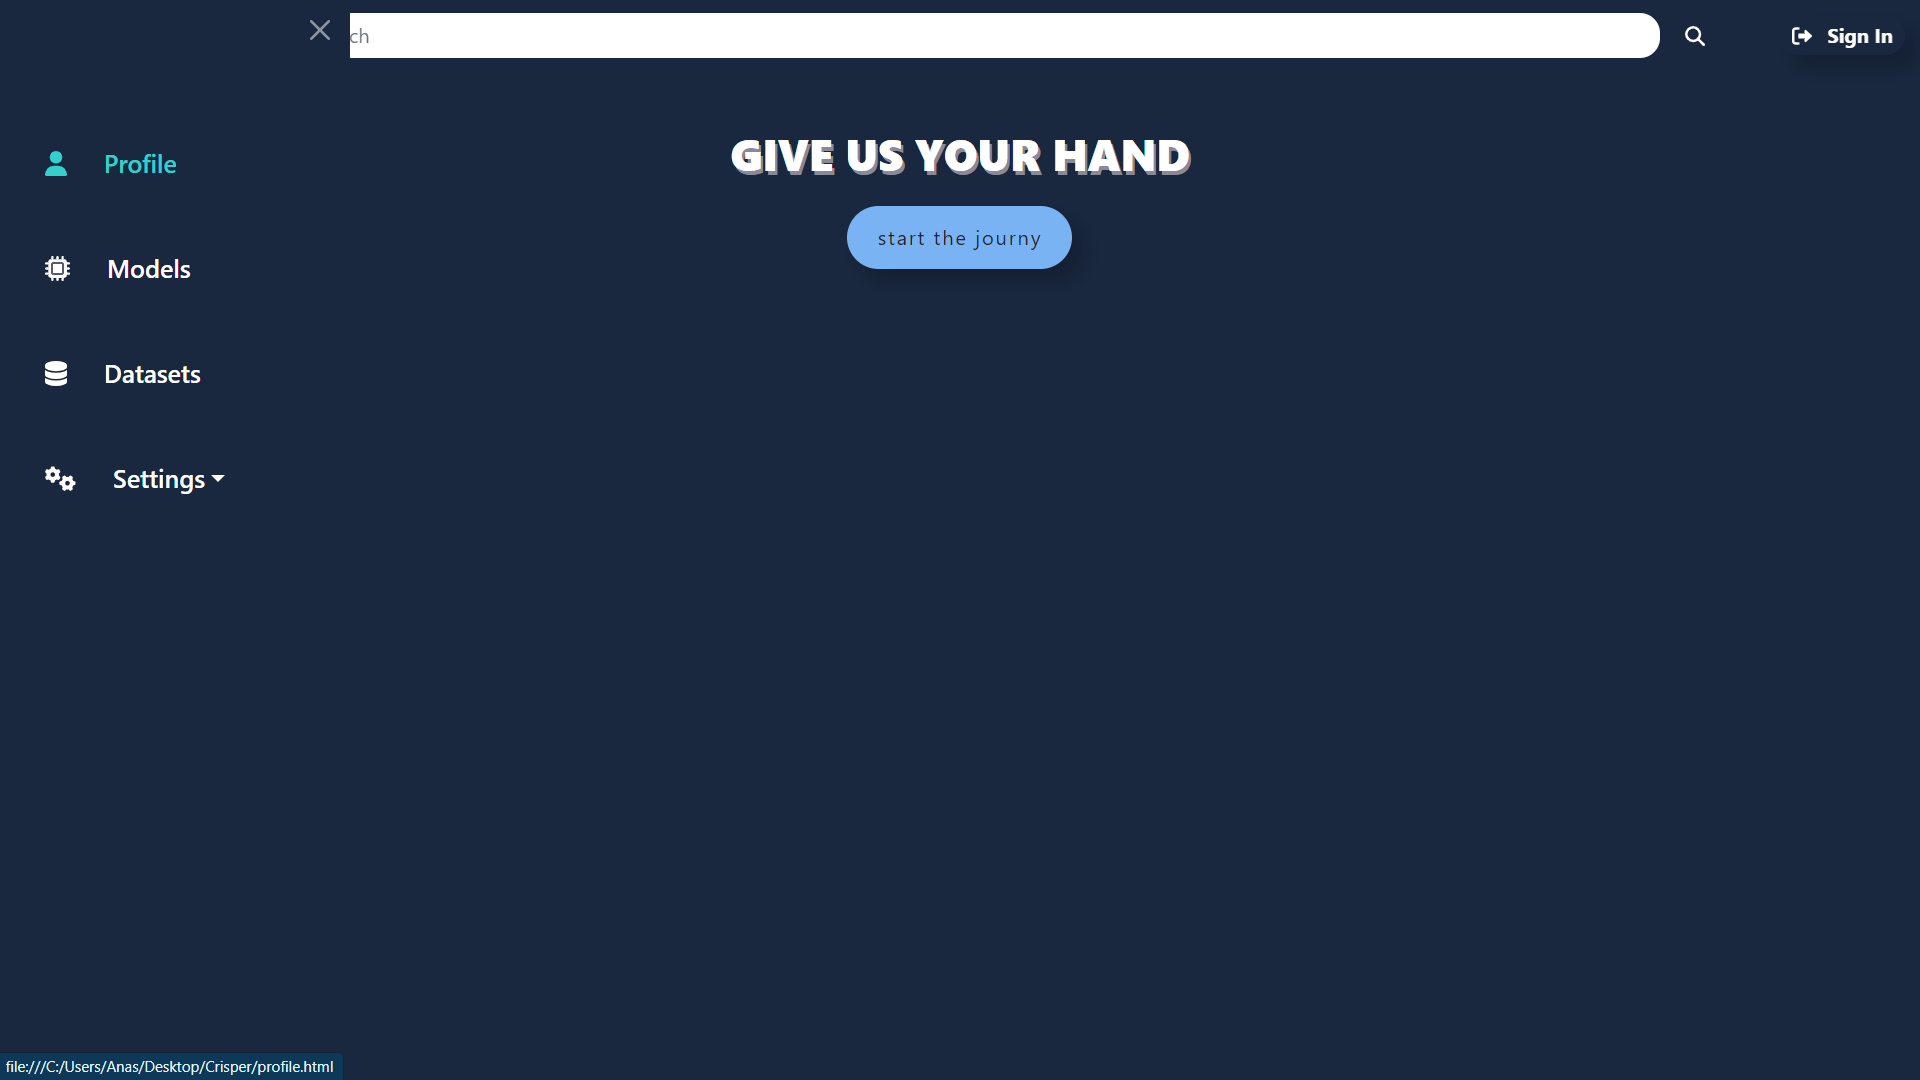 ch
Sign In
GIVE US YOUR HAND
start the journy
Profile
Models
Datasets
Settings
file:///C:/Users/Anas/Desktop/Crisper/profile.html